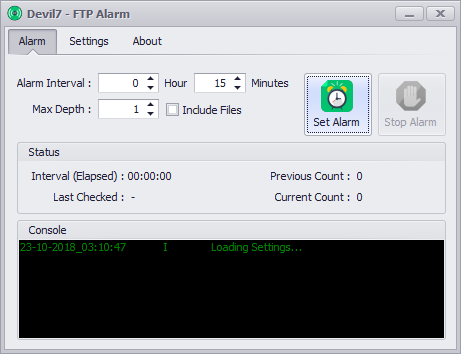 Devil7 - FTP Alarm
Alarm Settings About
Alarm Interval : 0 Hour 15 Minutes
Max Depth : 1 Include Files
Set Alarm Stop Alarm
Status
Interval (Elapsed) : 00:00:00 Previous Count : 0
Last Checked : - Current Count : 0
Console
23-10-2018_03:10:47 I Loading Settings...